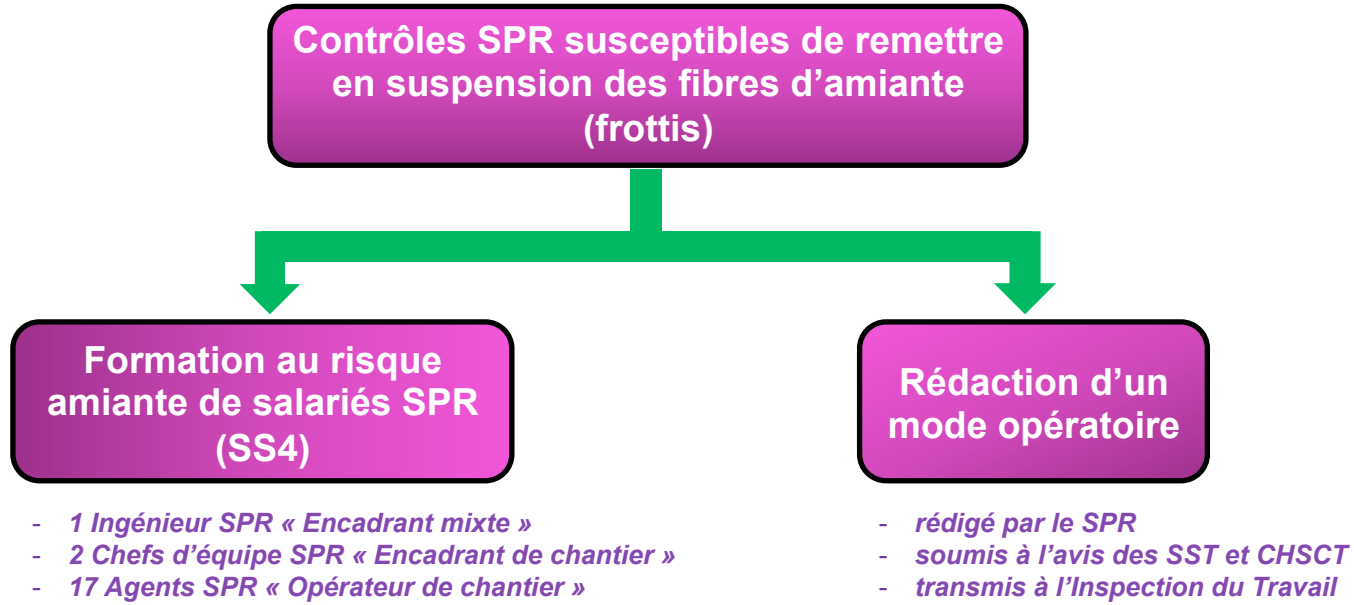 Contrôles SPR susceptibles de remettre
en suspension des fibres d’amiante
(frottis)
Formation au risque
amiante de salariés SPR
(SS4)
- 1 Ingénieur SPR « Encadrant mixte »
- 2 Chefs d’équipe SPR « Encadrant de chantier »
- 17 Agents SPR « Opérateur de chantier »
Rédaction d’un
mode opératoire
- rédigé par le SPR
- soumis à l’avis des SST et CHSCT
- transmis à l’Inspection du Travail